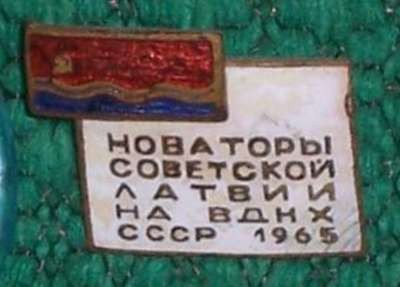 НОВАТОРЫ
СОВЕТСКОЙ
ЛАТВИИ
НА ВДНХ
СССР 1965